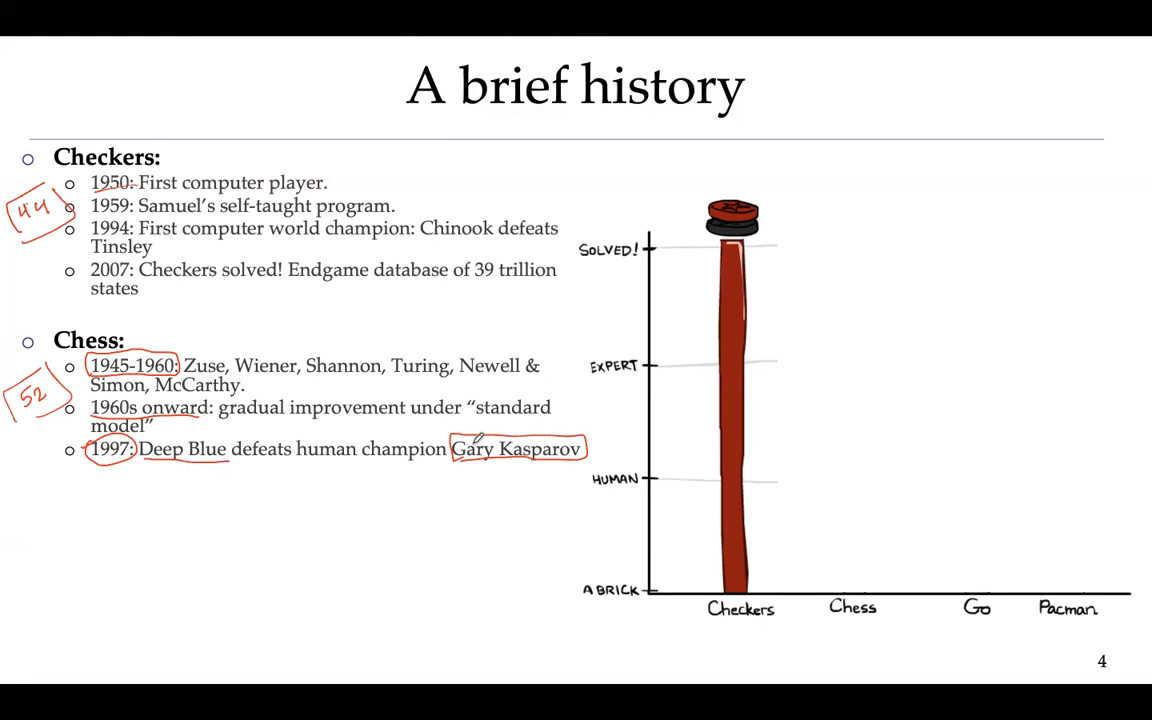 A brief history
Checkers:
1950: First computer player.
1959: Samuel's self-taught program.
44
1994: First computer world champion: Chinook defeats
Tinsley
2007: Checkers solved! Endgame database of 39 trillion
states
Chess:
1945-1960: Zuse, Wiener, Shannon, Turing, Newell &
Simon, McCarthy.
52
1960s onward: gradual improvement under “standard
model”
1997: Deep Blue defeats human champion Gary Kasparov
SOLVED!
EXPERT
HUMAN
A BRICK
Checkers Chess Go Pacman
4